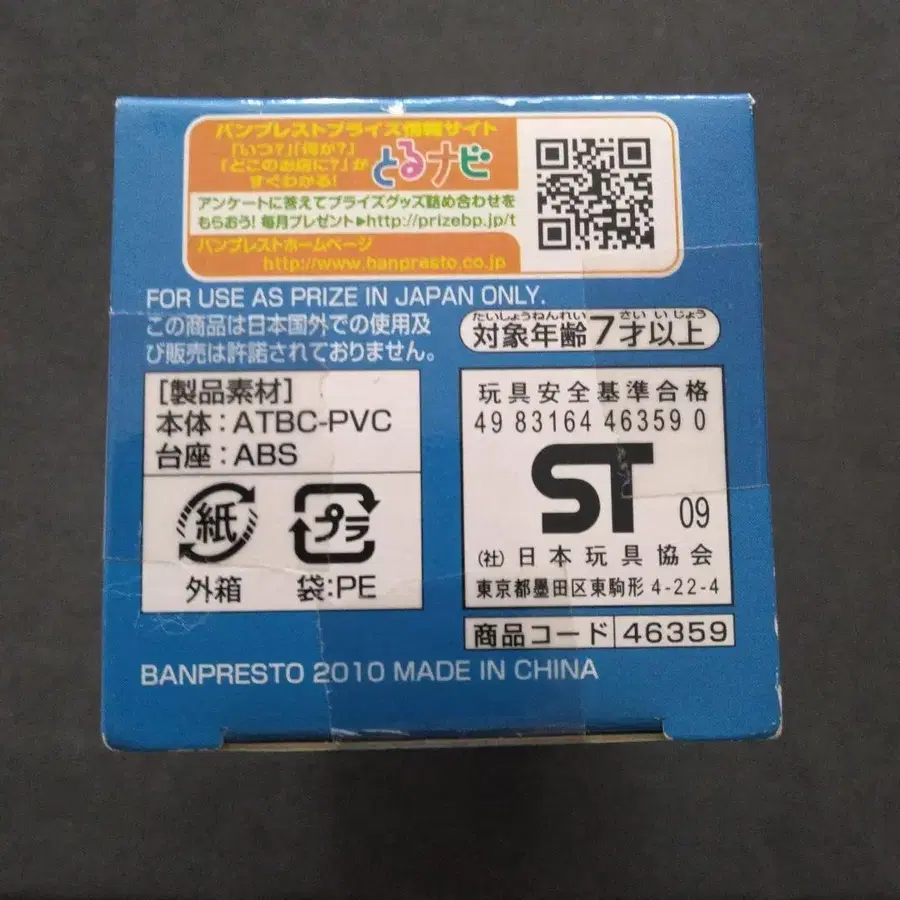 バンプレストプライズ情報サイト
「いつ?」「何が?」
「どこのお店に?」が
すぐわかる!
とるナビ
アンケートに答えてプライズグッズ詰め合わせを
もらおう! 毎月プレゼント▶http://prizebp.jp/t
バンプレストホームページ
http://www.banpresto.co.jp
FOR USE AS PRIZE IN JAPAN ONLY.
この商品は日本国外での使用及
び販売は許諾されておりません。
たいしょうねんれい さい いじょう
対象年齢7才以上
[製品素材]
本体:ATBC-PVC
台座:ABS
紙
外箱
プラ
袋:PE
玩具安全基準合格
49 83164 46359 0
ST 09
(社)日本玩具協会
東京都墨田区東駒形 4-22-4
商品コード 46359
BANPRESTO 2010 MADE IN CHINA